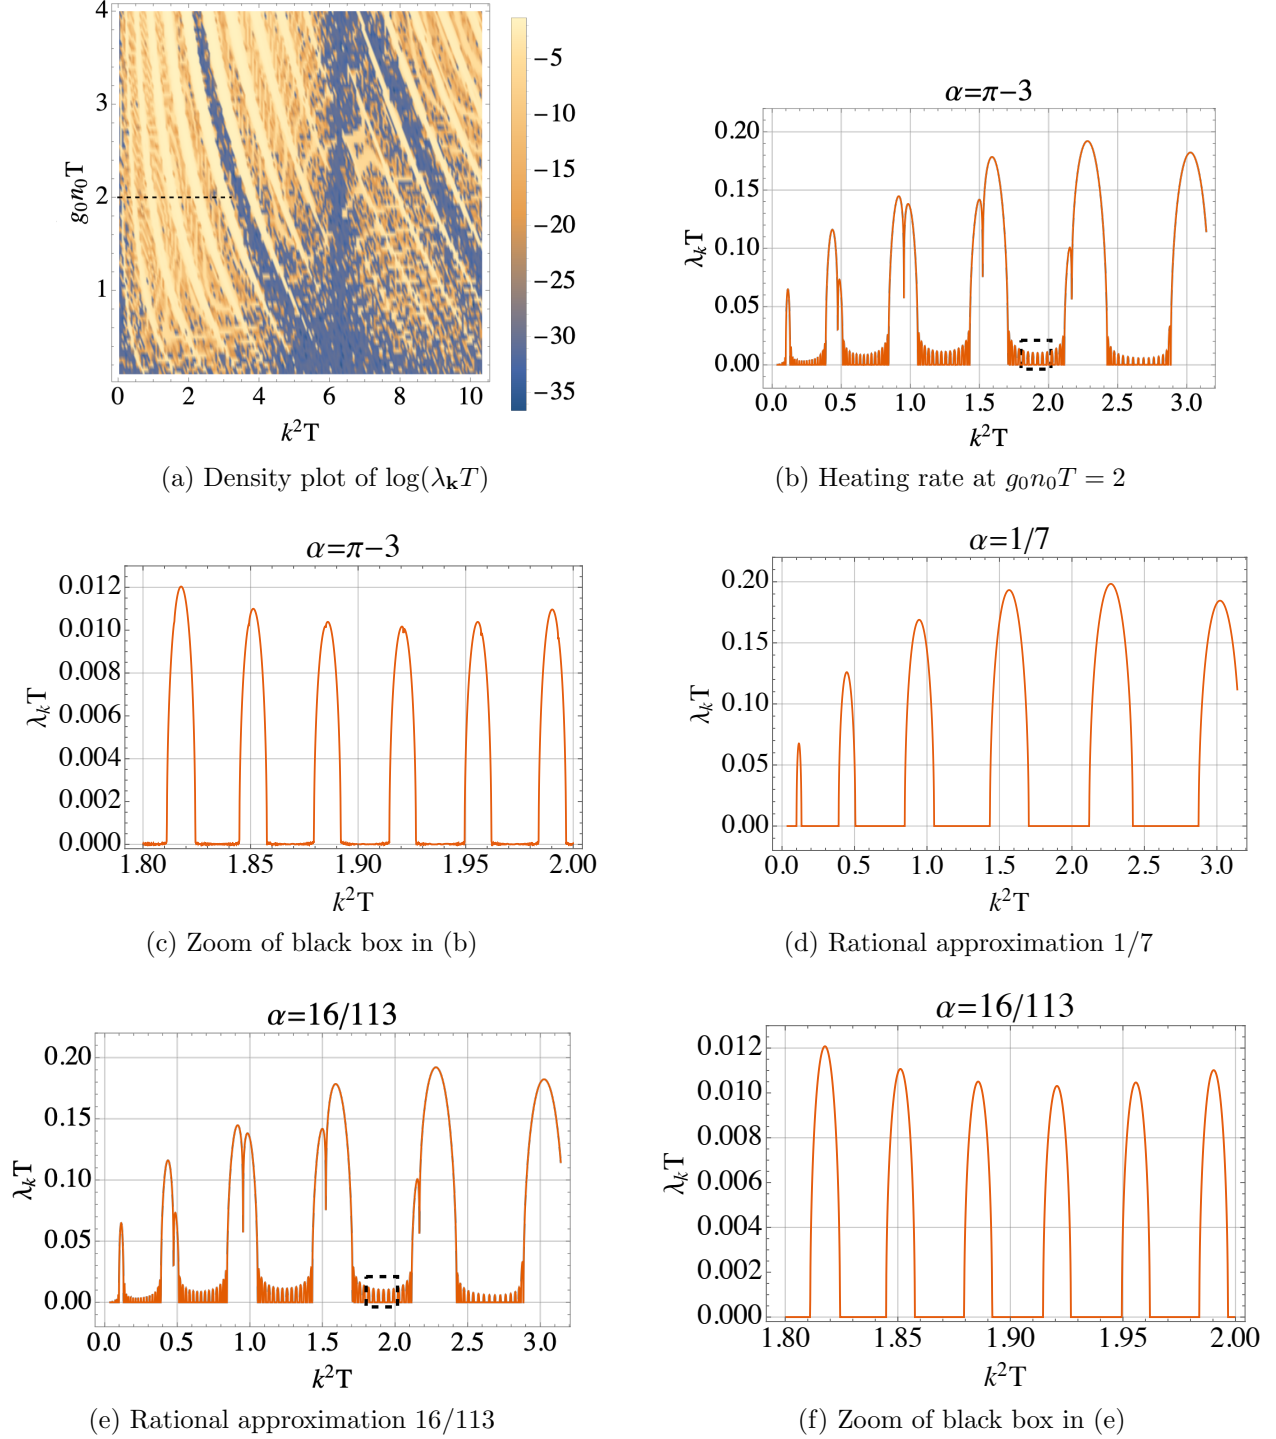 4
3
2
1
g₀n₀T
0 2 4 6 8 10
k²T
−5
−10
−15
−20
−25
−30
−35
(a) Density plot of log(λ𝐤T)
α=π−3
0.20
0.15
0.10
0.05
0.00
λₖT
0.0 0.5 1.0 1.5 2.0 2.5 3.0
k²T
(b) Heating rate at g₀n₀T = 2
α=π−3
0.012
0.010
0.008
0.006
0.004
0.002
0.000
λₖT
1.80 1.85 1.90 1.95 2.00
k²T
(c) Zoom of black box in (b)
α=1/7
0.20
0.15
0.10
0.05
0.00
λₖT
0.0 0.5 1.0 1.5 2.0 2.5 3.0
k²T
(d) Rational approximation 1/7
α=16/113
0.20
0.15
0.10
0.05
0.00
λₖT
0.0 0.5 1.0 1.5 2.0 2.5 3.0
k²T
(e) Rational approximation 16/113
α=16/113
0.012
0.010
0.008
0.006
0.004
0.002
0.000
λₖT
1.80 1.85 1.90 1.95 2.00
k²T
(f) Zoom of black box in (e)